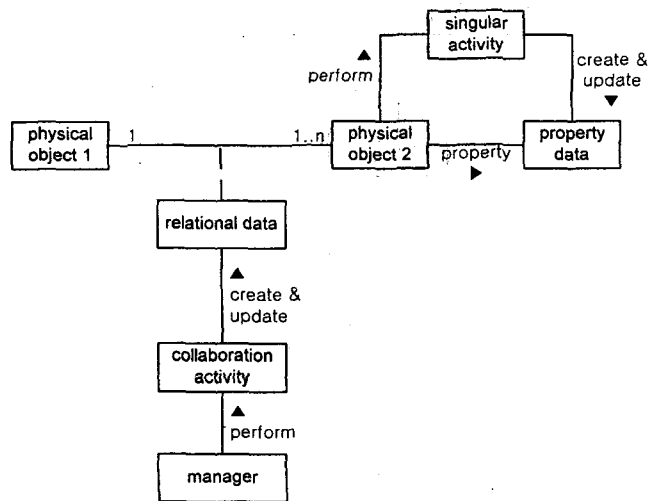 singular
activity
perform
create &
update
physical
object 1
1
1..n
physical
object 2
property
property
data
relational data
create &
update
collaboration
activity
perform
manager